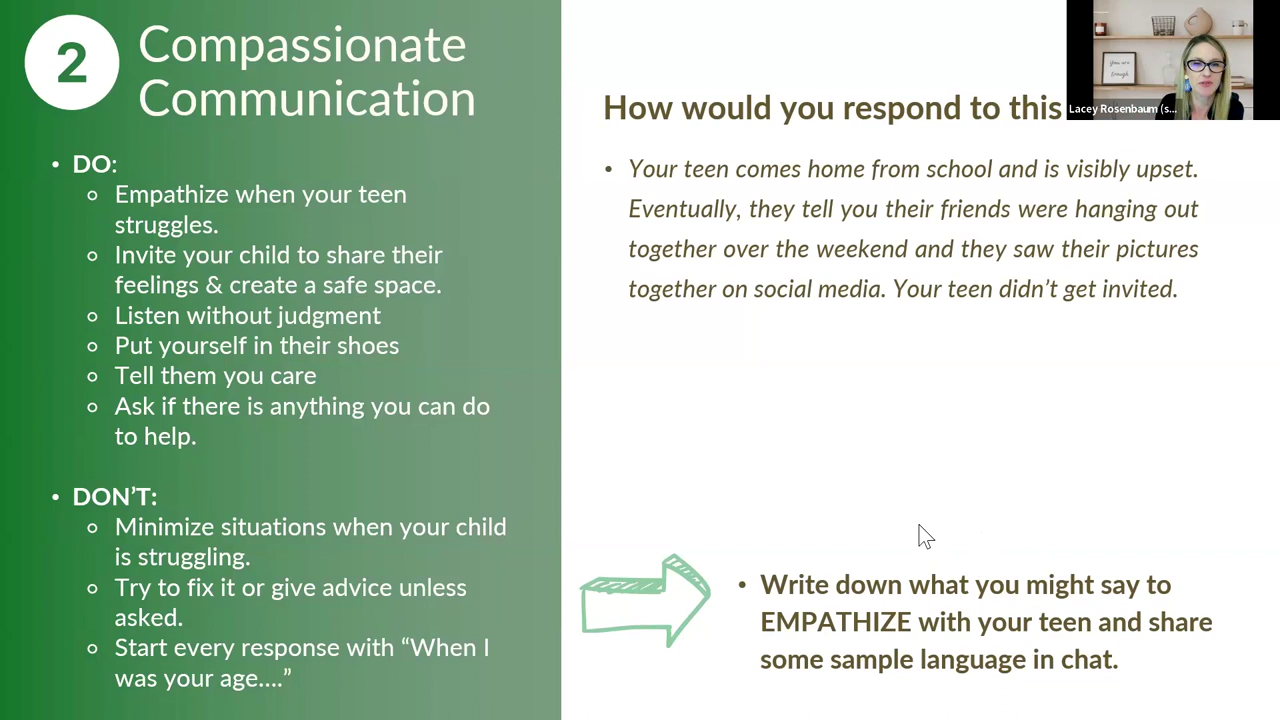 2
Compassionate
Communication
• DO:
Empathize when your teen
struggles.
Invite your child to share their
feelings & create a safe space.
Listen without judgment
Put yourself in their shoes
Tell them you care
Ask if there is anything you can do
to help.
• DON’T:
Minimize situations when your child
is struggling.
Try to fix it or give advice unless
asked.
Start every response with “When I
was your age....”
How would you respond to this
• Your teen comes home from school and is visibly upset.
Eventually, they tell you their friends were hanging out
together over the weekend and they saw their pictures
together on social media. Your teen didn’t get invited.
• Write down what you might say to
EMPATHIZE with your teen and share
some sample language in chat.
You are
enough
Lacey Rosenbaum (s...